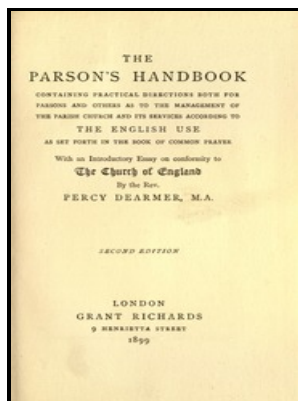 THE
PARSON'S HANDBOOK
CONTAINING PRACTICAL DIRECTIONS BOTH FOR
PARSONS AND OTHERS AS TO THE MANAGEMENT OF
THE PARISH CHURCH AND ITS SERVICES ACCORDING TO
THE ENGLISH USE
AS SET FORTH IN THE BOOK OF COMMON PRAYER
With an Introductory Essay on conformity to
The Church of England
By the Rev.
PERCY DEARMER, M.A.
SECOND EDITION
LONDON
GRANT RICHARDS
9 HENRIETTA STREET
1899